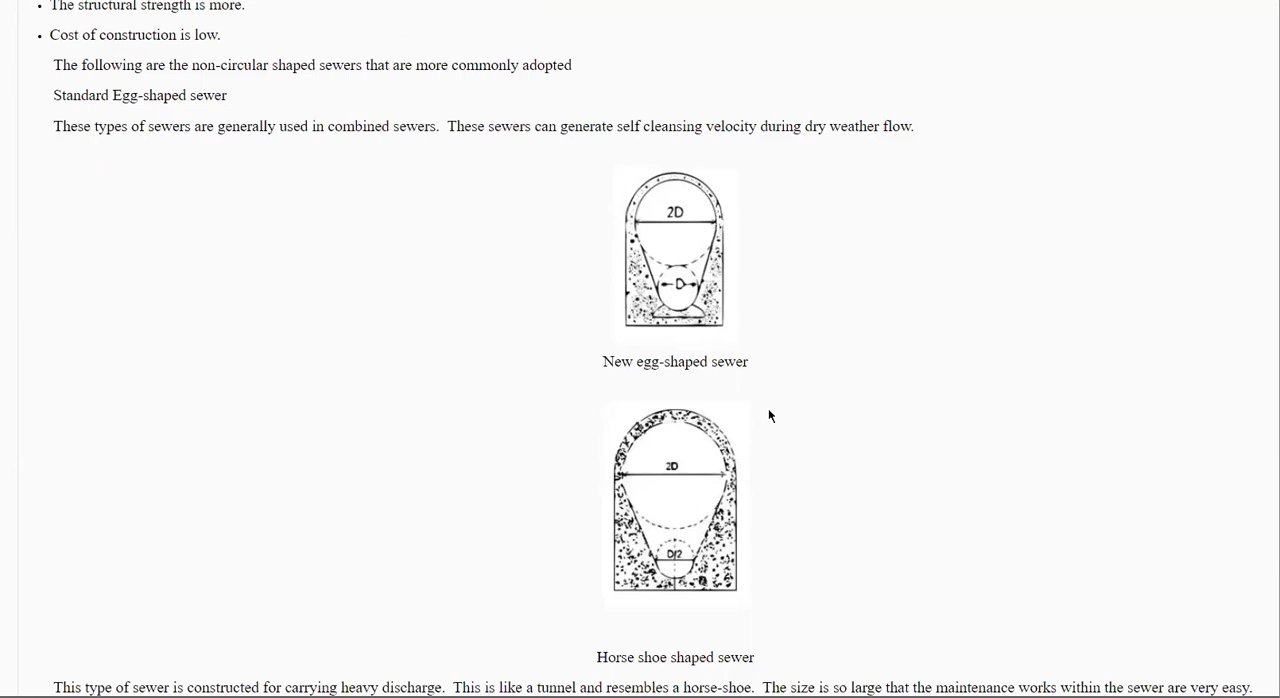 The structural strength is more.
Cost of construction is low.
The following are the non-circular shaped sewers that are more commonly adopted
Standard Egg-shaped sewer
These types of sewers are generally used in combined sewers. These sewers can generate self cleansing velocity during dry weather flow.
2D
D
New egg-shaped sewer
2D
D/2
Horse shoe shaped sewer
This type of sewer is constructed for carrying heavy discharge. This is like a tunnel and resembles a horse-shoe. The size is so large that the maintenance works within the sewer are very easy.